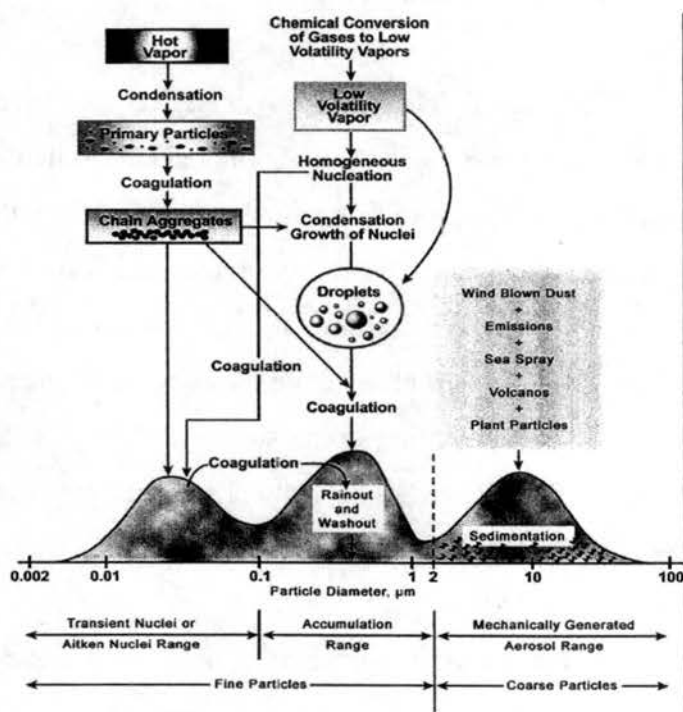 Hot
Vapor
Condensation
Primary Particles
Coagulation
Chain Aggregates
Chemical Conversion
of Gases to Low
Volatility Vapors
Low
Volatility
Vapor
Homogeneous
Nucleation
Condensation
Growth of Nuclei
Droplets
Coagulation
Coagulation
Wind Blown Dust
+
Emissions
+
Sea Spray
+
Volcanos
+
Plant Particles
Coagulation
Rainout
and
Washout
Sedimentation
0.002 0.01 0.1 1 2 10 100
Particle Diameter, µm
Transient Nuclei or
Aitken Nuclei Range
Accumulation
Range
Mechanically Generated
Aerosol Range
Fine Particles
Coarse Particles